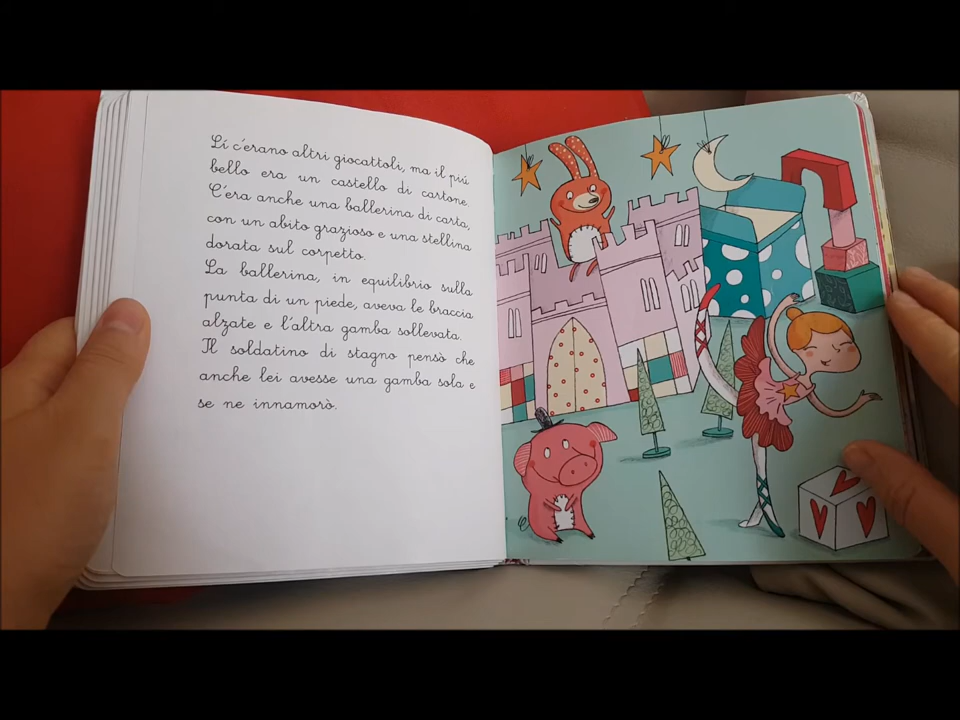 Lí c'erano altri giocattoli, ma il piú
bello era un castello di cartone.
C'era anche una ballerina di carta,
con un abito grazioso e una stellina
dorata sul corpetto.
La ballerina, in equilibrio sulla
punta di un piede, aveva le braccia
alzate e l'altra gamba sollevata.
Il soldatino di stagno pensò che
anche lei avesse una gamba sola e
se ne innamorò.